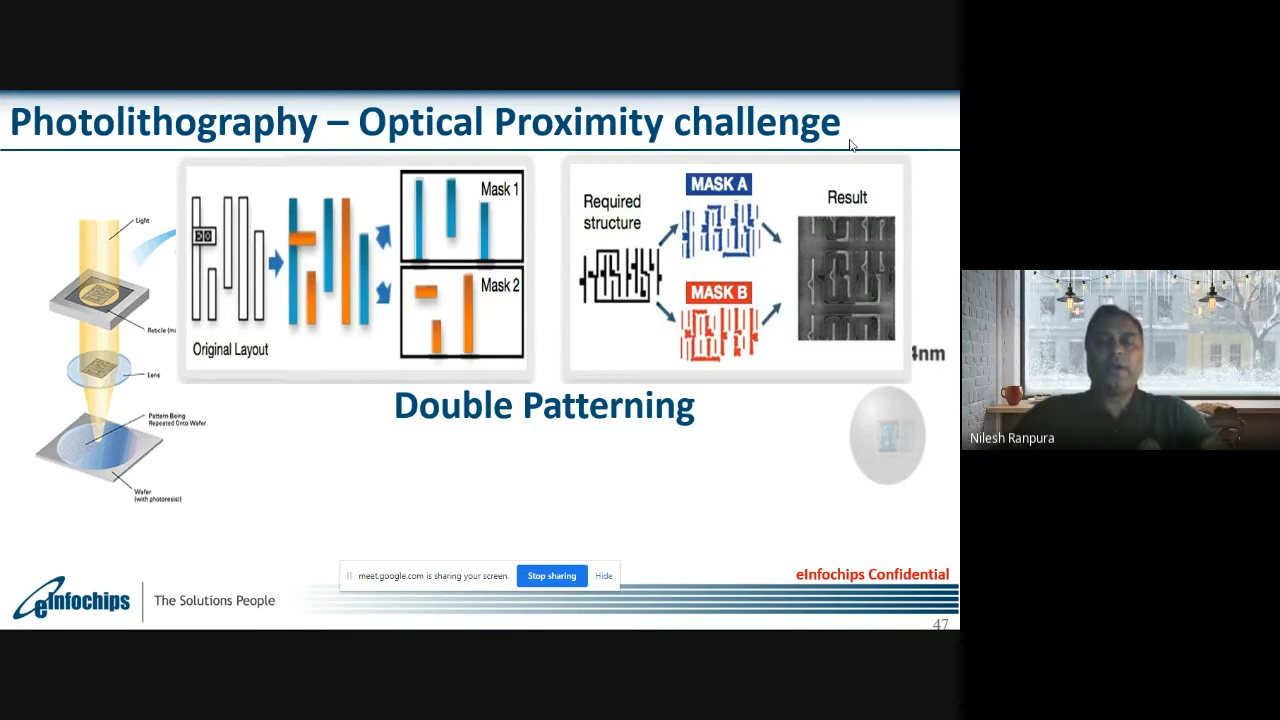 Photolithography – Optical Proximity challenge
Light
Lens
Pattern Being
Repeated Onto Wafer
Wafer
(with photoresist)
Original Layout
Mask 1
Mask 2
Required
structure
MASK A
MASK B
Result
4nm
Double Patterning
meet.google.com is sharing your screen.
Stop sharing
Hide
eInfochips Confidential
eInfochips
The Solutions People
47
Nilesh Ranpura